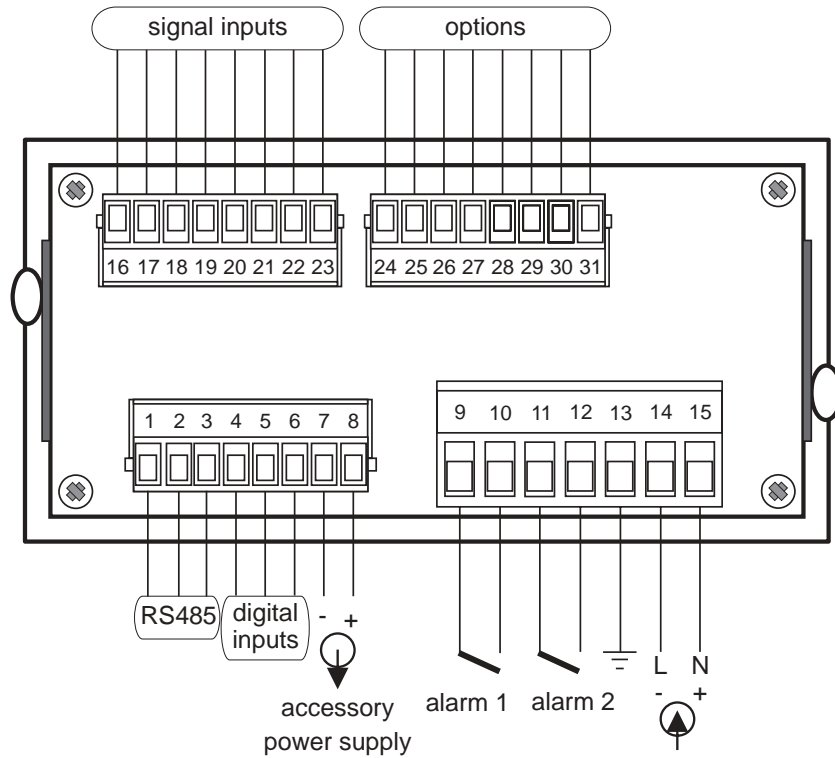 signal inputs
options
16 17 18 19 20 21 22 23
24 25 26 27 28 29 30 31
1 2 3 4 5 6 7 8
9 10 11 12 13 14 15
RS485
digital
inputs
- +
accessory
power supply
alarm 1
alarm 2
L N
- +